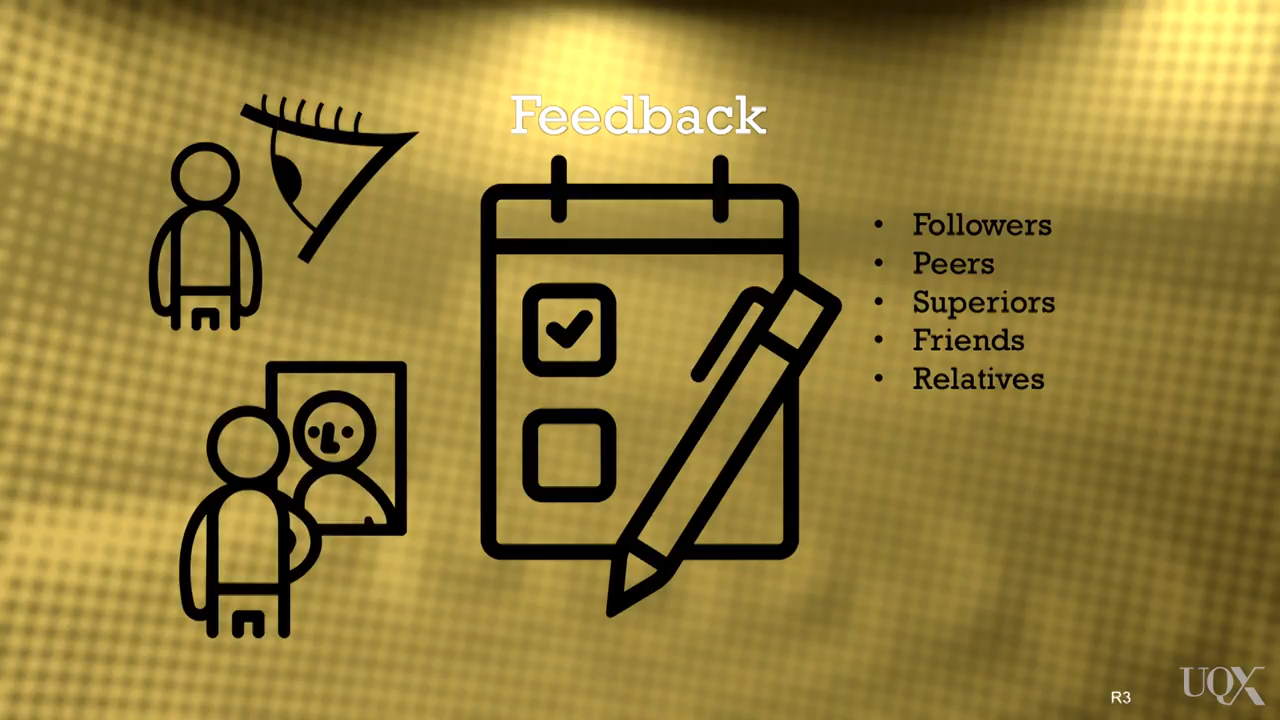 Feedback
• Followers
• Peers
• Superiors
• Friends
• Relatives
R3
UQX